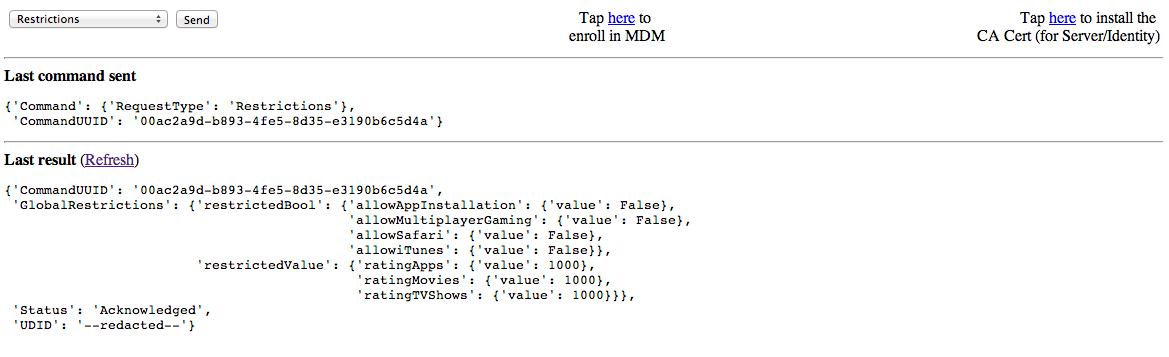 Restrictions Send Tap here to Tap here to install the
enroll in MDM CA Cert (for Server/Identity)
Last command sent
{'Command': {'RequestType': 'Restrictions'},
 'CommandUUID': '00ac2a9d-b893-4fe5-8d35-e3190b6c5d4a'}
Last result (Refresh)
{'CommandUUID': '00ac2a9d-b893-4fe5-8d35-e3190b6c5d4a',
 'GlobalRestrictions': {'restrictedBool': {'allowAppInstallation': {'value': False},
                                           'allowMultiplayerGaming': {'value': False},
                                           'allowSafari': {'value': False},
                                           'allowiTunes': {'value': False}},
                        'restrictedValue': {'ratingApps': {'value': 1000},
                                            'ratingMovies': {'value': 1000},
                                            'ratingTVShows': {'value': 1000}}},
 'Status': 'Acknowledged',
 'UDID': '--redacted--'}